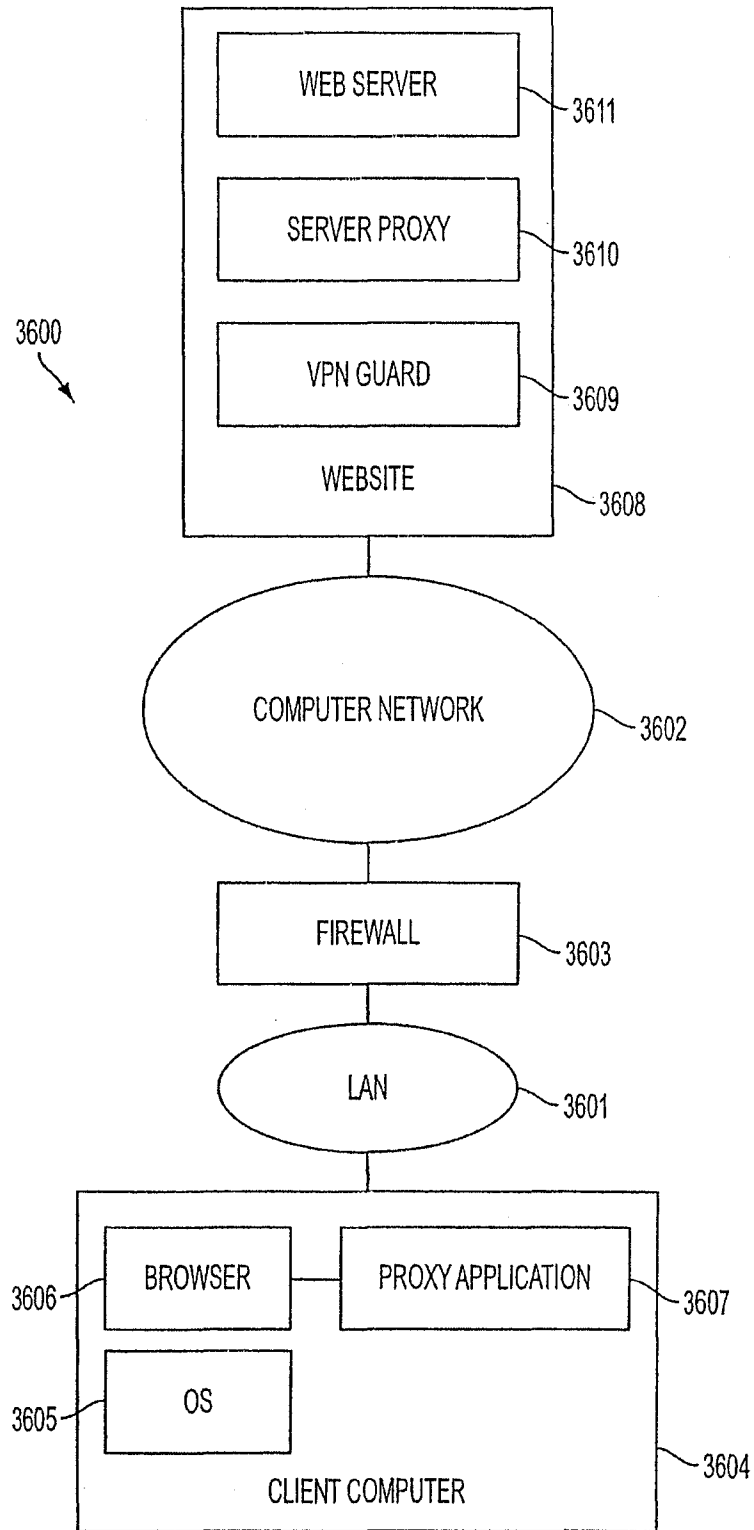 WEB SERVER
3611
SERVER PROXY
3610
3600
VPN GUARD
3609
WEBSITE
3608
COMPUTER NETWORK
3602
FIREWALL
3603
LAN
3601
BROWSER
PROXY APPLICATION
3606
3607
OS
3605
3604
CLIENT COMPUTER